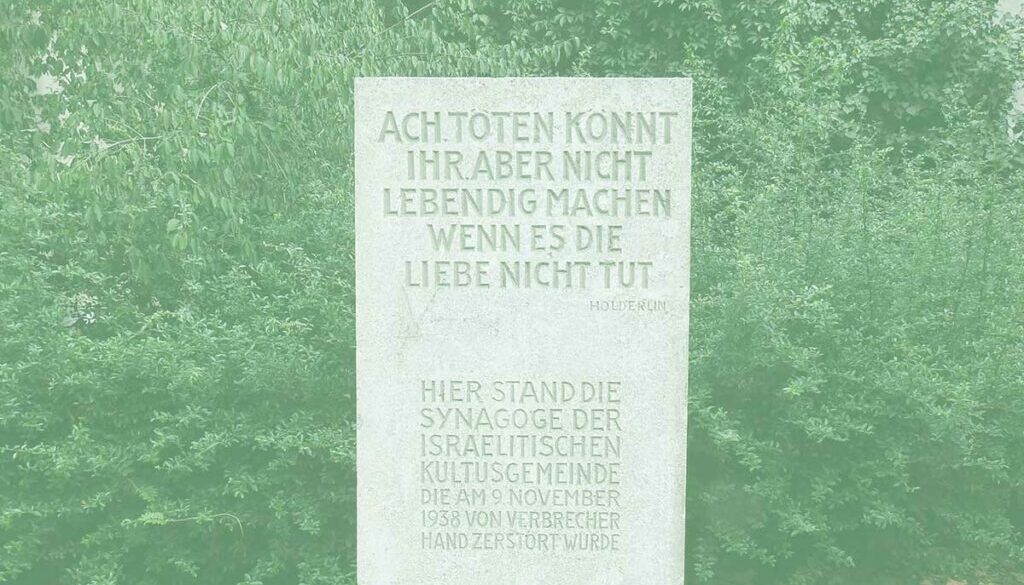 ACH. TÖTEN KÖNNT
IHR. ABER NICHT
LEBENDIG MACHEN
WENN ES DIE
LIEBE NICHT TUT
HÖLDERLIN
HIER STAND DIE
SYNAGOGE DER
ISRAELITISCHEN
KULTUSGEMEINDE
DIE AM 9 NOVEMBER
1938 VON VERBRECHER
HAND ZERSTÖRT WURDE